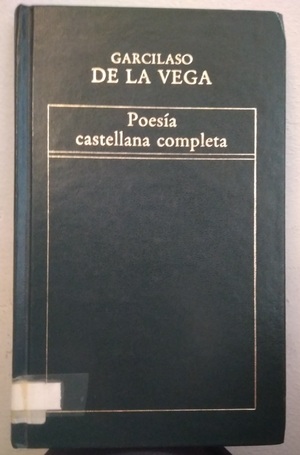 GARCILASO
DE LA VEGA
Poesía
castellana completa